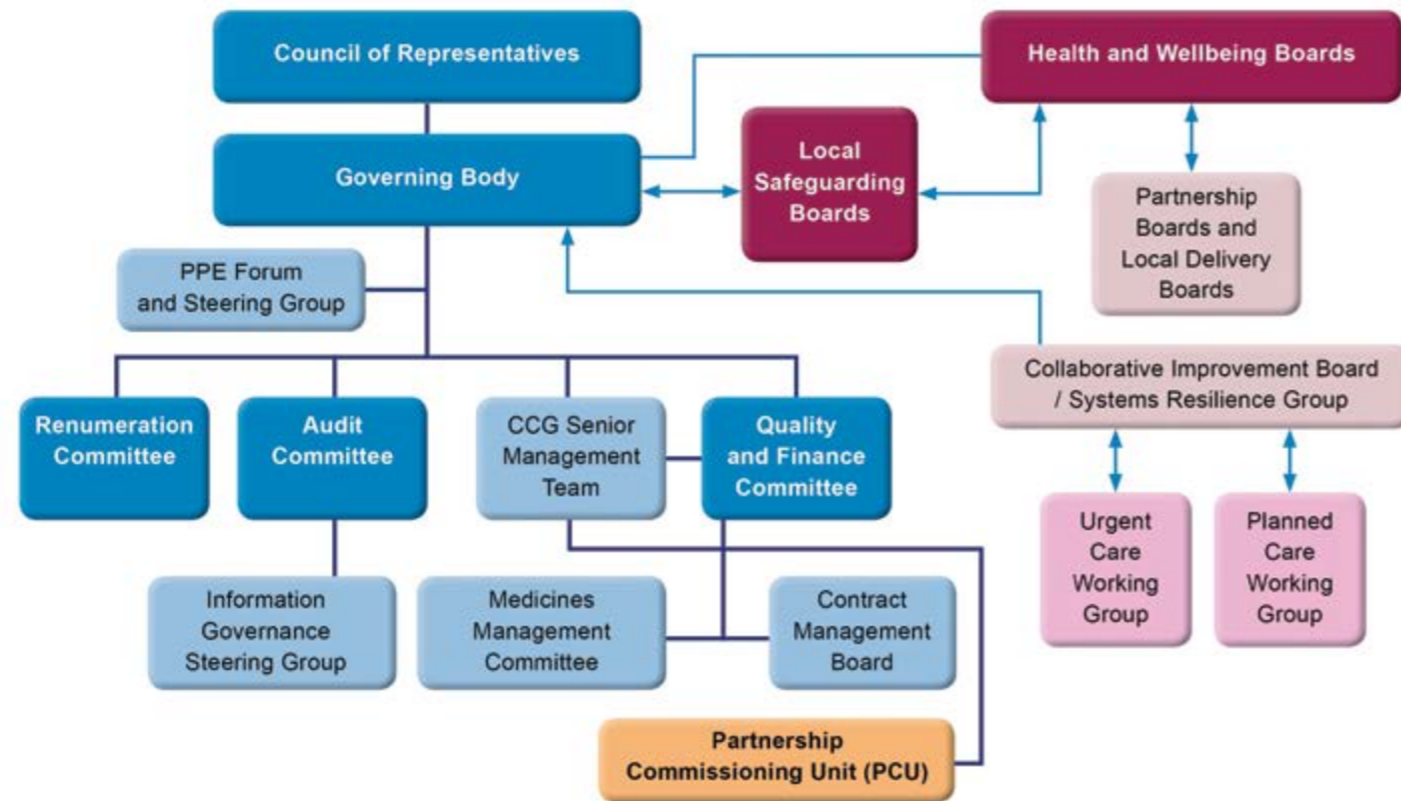 Council of Representatives
Health and Wellbeing Boards
Governing Body
Local
Safeguarding
Boards
Partnership
Boards and
Local Delivery
Boards
PPE Forum
and Steering Group
Collaborative Improvement Board
/ Systems Resilience Group
Renumeration
Committee
Audit
Committee
CCG Senior
Management
Team
Quality
and Finance
Committee
Urgent
Care
Working
Group
Planned
Care
Working
Group
Information
Governance
Steering Group
Medicines
Management
Committee
Contract
Management
Board
Partnership
Commissioning Unit (PCU)